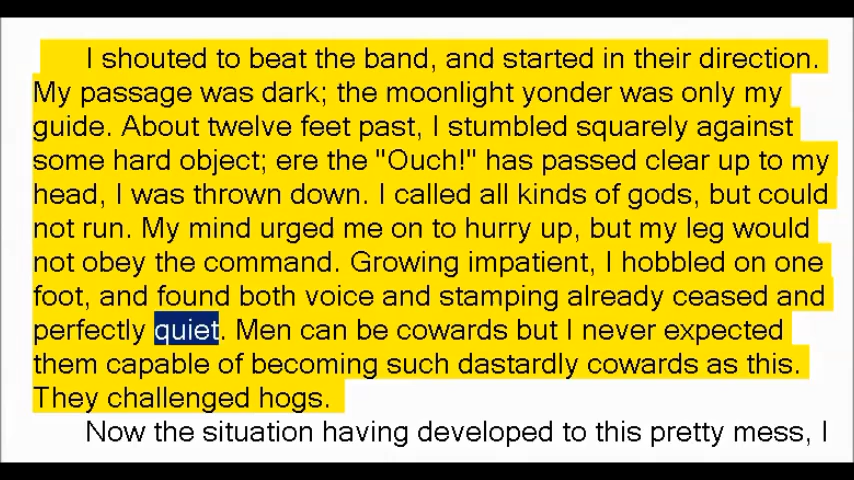 I shouted to beat the band, and started in their direction.
My passage was dark; the moonlight yonder was only my
guide. About twelve feet past, I stumbled squarely against
some hard object; ere the "Ouch!" has passed clear up to my
head, I was thrown down. I called all kinds of gods, but could
not run. My mind urged me on to hurry up, but my leg would
not obey the command. Growing impatient, I hobbled on one
foot, and found both voice and stamping already ceased and
perfectly quiet. Men can be cowards but I never expected
them capable of becoming such dastardly cowards as this.
They challenged hogs.
Now the situation having developed to this pretty mess, I